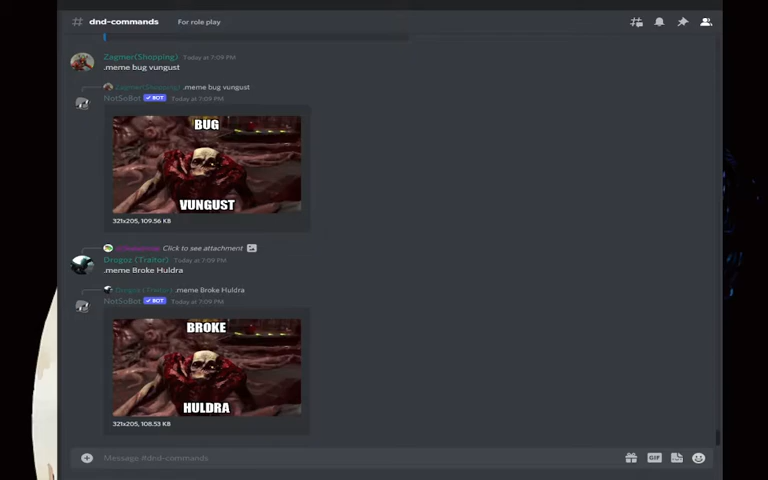 dnd-commands For role play
Zagmer(Shopping) Today at 7:09 PM
.meme bug vungust
Zagmer(Shopping) .meme bug vungust
NotSoBot BOT Today at 7:09 PM
BUG
VUNGUST
321x205, 109.56 KB
Click to see attachment
Drogoz (Traitor) Today at 7:09 PM
.meme Broke Huldra
Drogoz (Traitor) .meme Broke Huldra
NotSoBot BOT Today at 7:09 PM
BROKE
HULDRA
321x205, 108.53 KB
Message #dnd-commands
GIF